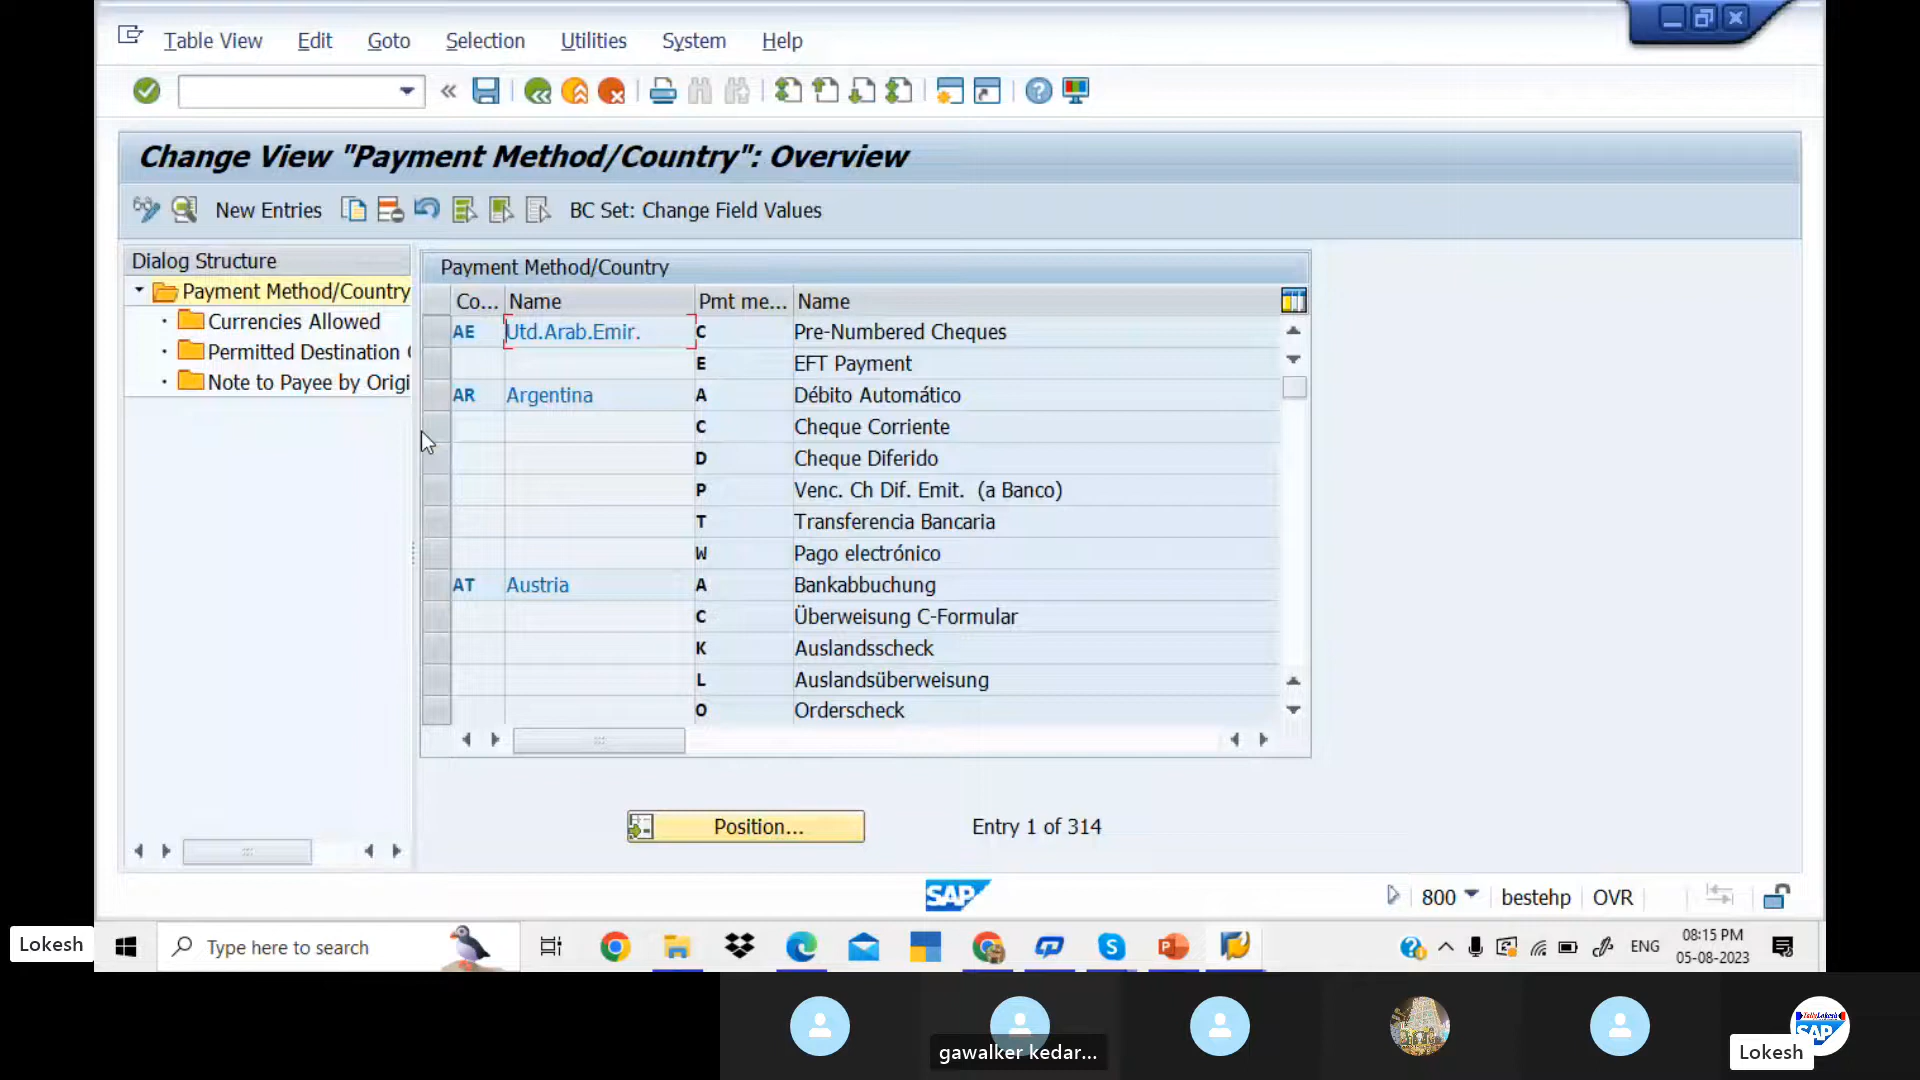 Table View Edit Goto Selection Utilities System Help
Change View "Payment Method/Country": Overview
New Entries BC Set: Change Field Values
Dialog Structure
Payment Method/Country
Currencies Allowed
Permitted Destination
Note to Payee by Origi
Payment Method/Country
Co... Name Pmt me... Name
AE Utd.Arab.Emir. C Pre-Numbered Cheques
E EFT Payment
AR Argentina A Débito Automático
C Cheque Corriente
D Cheque Diferido
P Venc. Ch Dif. Emit. (a Banco)
T Transferencia Bancaria
W Pago electrónico
AT Austria A Bankabbuchung
C Überweisung C-Formular
K Auslandsscheck
L Auslandsüberweisung
O Orderscheck
Position... Entry 1 of 314
SAP 800 bestehp OVR
Lokesh
Type here to search
ENG
08:15 PM
05-08-2023
gawalker kedar...
SAP
Lokesh